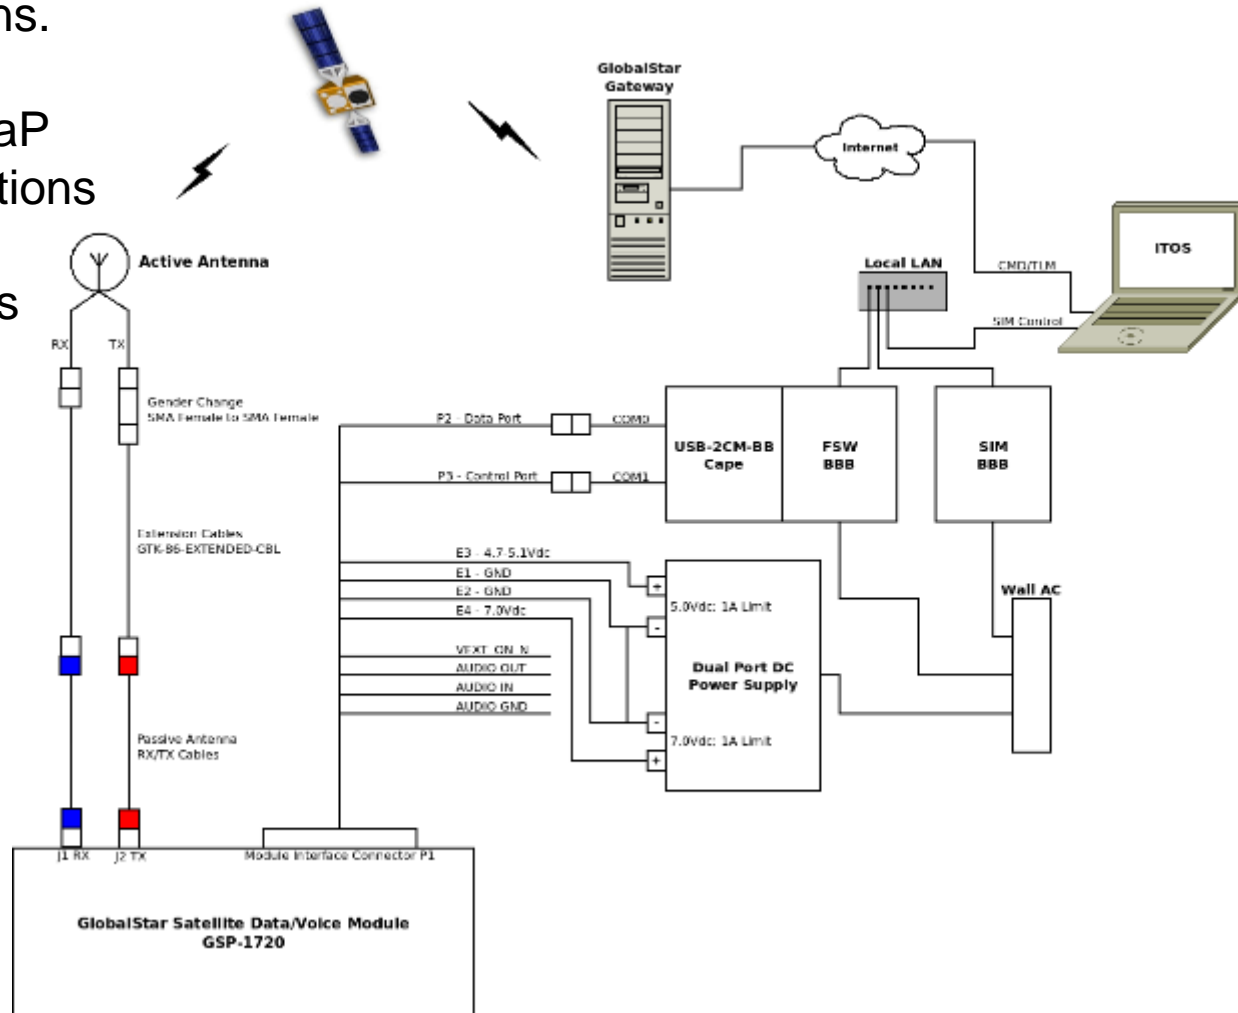 ns.
aP
tions
s
GlobalStar
Gateway
Internet
ITOS
Local LAN
CMD/TLM
SIM Control
Active Antenna
RX
TX
Gender Change
SMA Female to SMA Female
P2 - Data Port
COM0
P3 - Control Port
COM1
USB-2CM-BB
Cape
FSW
BBB
SIM
BBB
Extension Cables
GTK-86-EXTENDED-CBL
E3 - 4.7-5.1Vdc
E1 - GND
E2 - GND
E4 - 7.0Vdc
VEXT_ON_N
AUDIO OUT
AUDIO IN
AUDIO GND
+
5.0Vdc: 1A Limit
-
Dual Port DC
Power Supply
-
7.0Vdc: 1A Limit
+
Wall AC
Passive Antenna
RX/TX Cables
J1 RX
J2 TX
Module Interface Connector P1
GlobalStar Satellite Data/Voice Module
GSP-1720